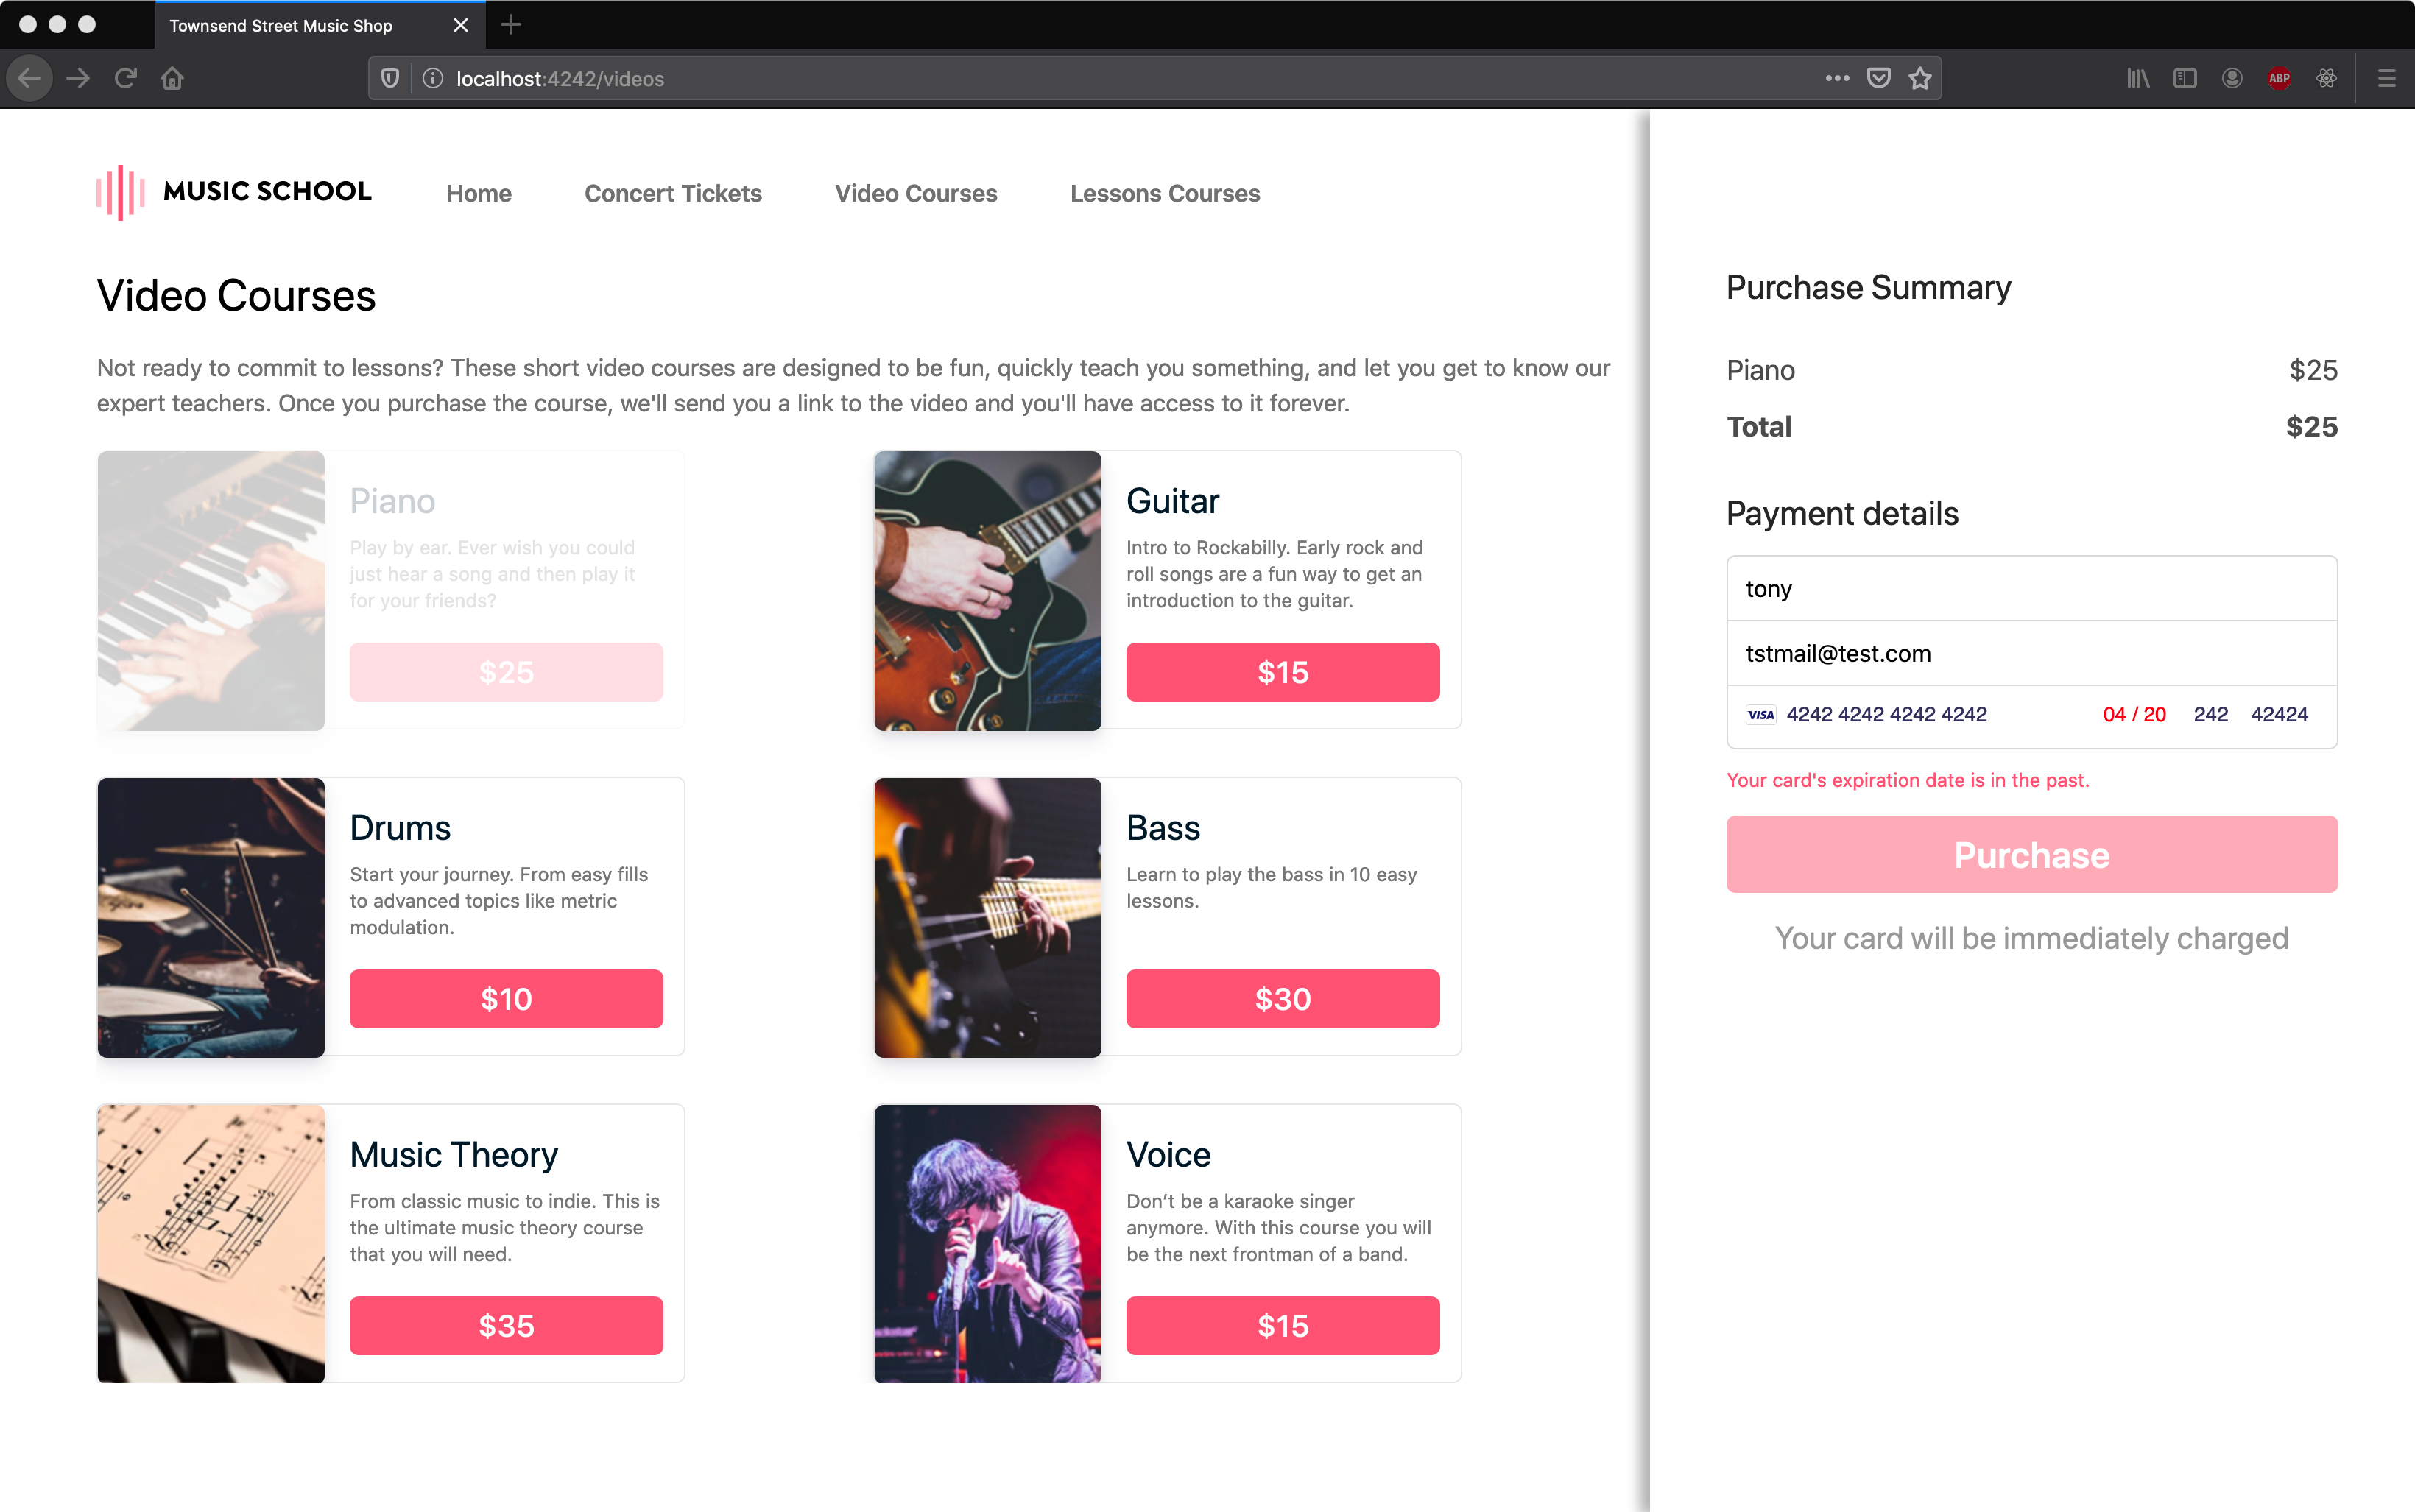 Townsend Street Music Shop
localhost:4242/videos
ABP
MUSIC SCHOOL
Home
Concert Tickets
Video Courses
Lessons Courses
Video Courses
Not ready to commit to lessons? These short video courses are designed to be fun, quickly teach you something, and let you get to know our
expert teachers. Once you purchase the course, we'll send you a link to the video and you'll have access to it forever.
Piano
Play by ear. Ever wish you could
just hear a song and then play it
for your friends?
$25
Guitar
Intro to Rockabilly. Early rock and
roll songs are a fun way to get an
introduction to the guitar.
$15
Drums
Start your journey. From easy fills
to advanced topics like metric
modulation.
$10
Bass
Learn to play the bass in 10 easy
lessons.
$30
Music Theory
From classic music to indie. This is
the ultimate music theory course
that you will need.
$35
Voice
Don’t be a karaoke singer
anymore. With this course you will
be the next frontman of a band.
$15
Purchase Summary
Piano $25
Total $25
Payment details
tony
tstmail@test.com
VISA 4242 4242 4242 4242 04 / 20 242 42424
Your card's expiration date is in the past.
Purchase
Your card will be immediately charged